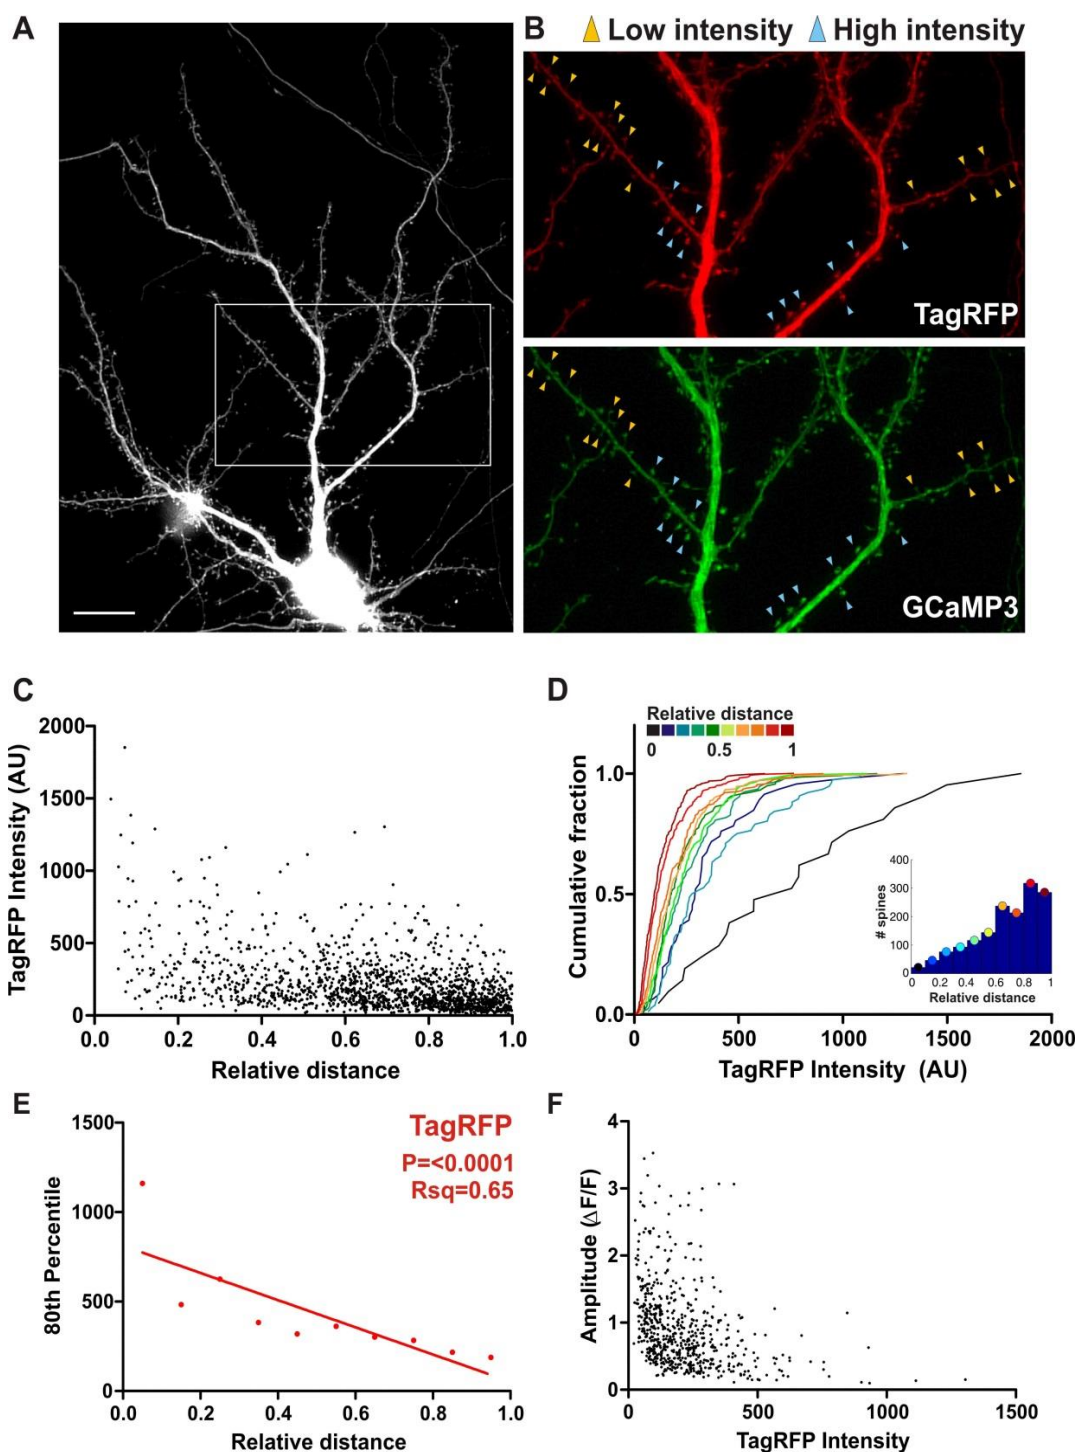 A
B
Low intensity High intensity
TagRFP
GCaMP3
C
TagRFP Intensity (AU)
2000
1500
1000
500
0
0.0 0.2 0.4 0.6 0.8 1.0
Relative distance
D
Relative distance
0 0.5 1
Cumulative fraction
1.0
0.5
0.0
0 500 1000 1500 2000
TagRFP Intensity (AU)
# spines
400
300
200
100
0
0 0.2 0.4 0.6 0.8 1
Relative distance
E
TagRFP
P=<0.0001
Rsq=0.65
80th Percentile
1500
1000
500
0
0.0 0.2 0.4 0.6 0.8 1.0
Relative distance
F
Amplitude (ΔF/F)
4
3
2
1
0
0 500 1000 1500
TagRFP Intensity